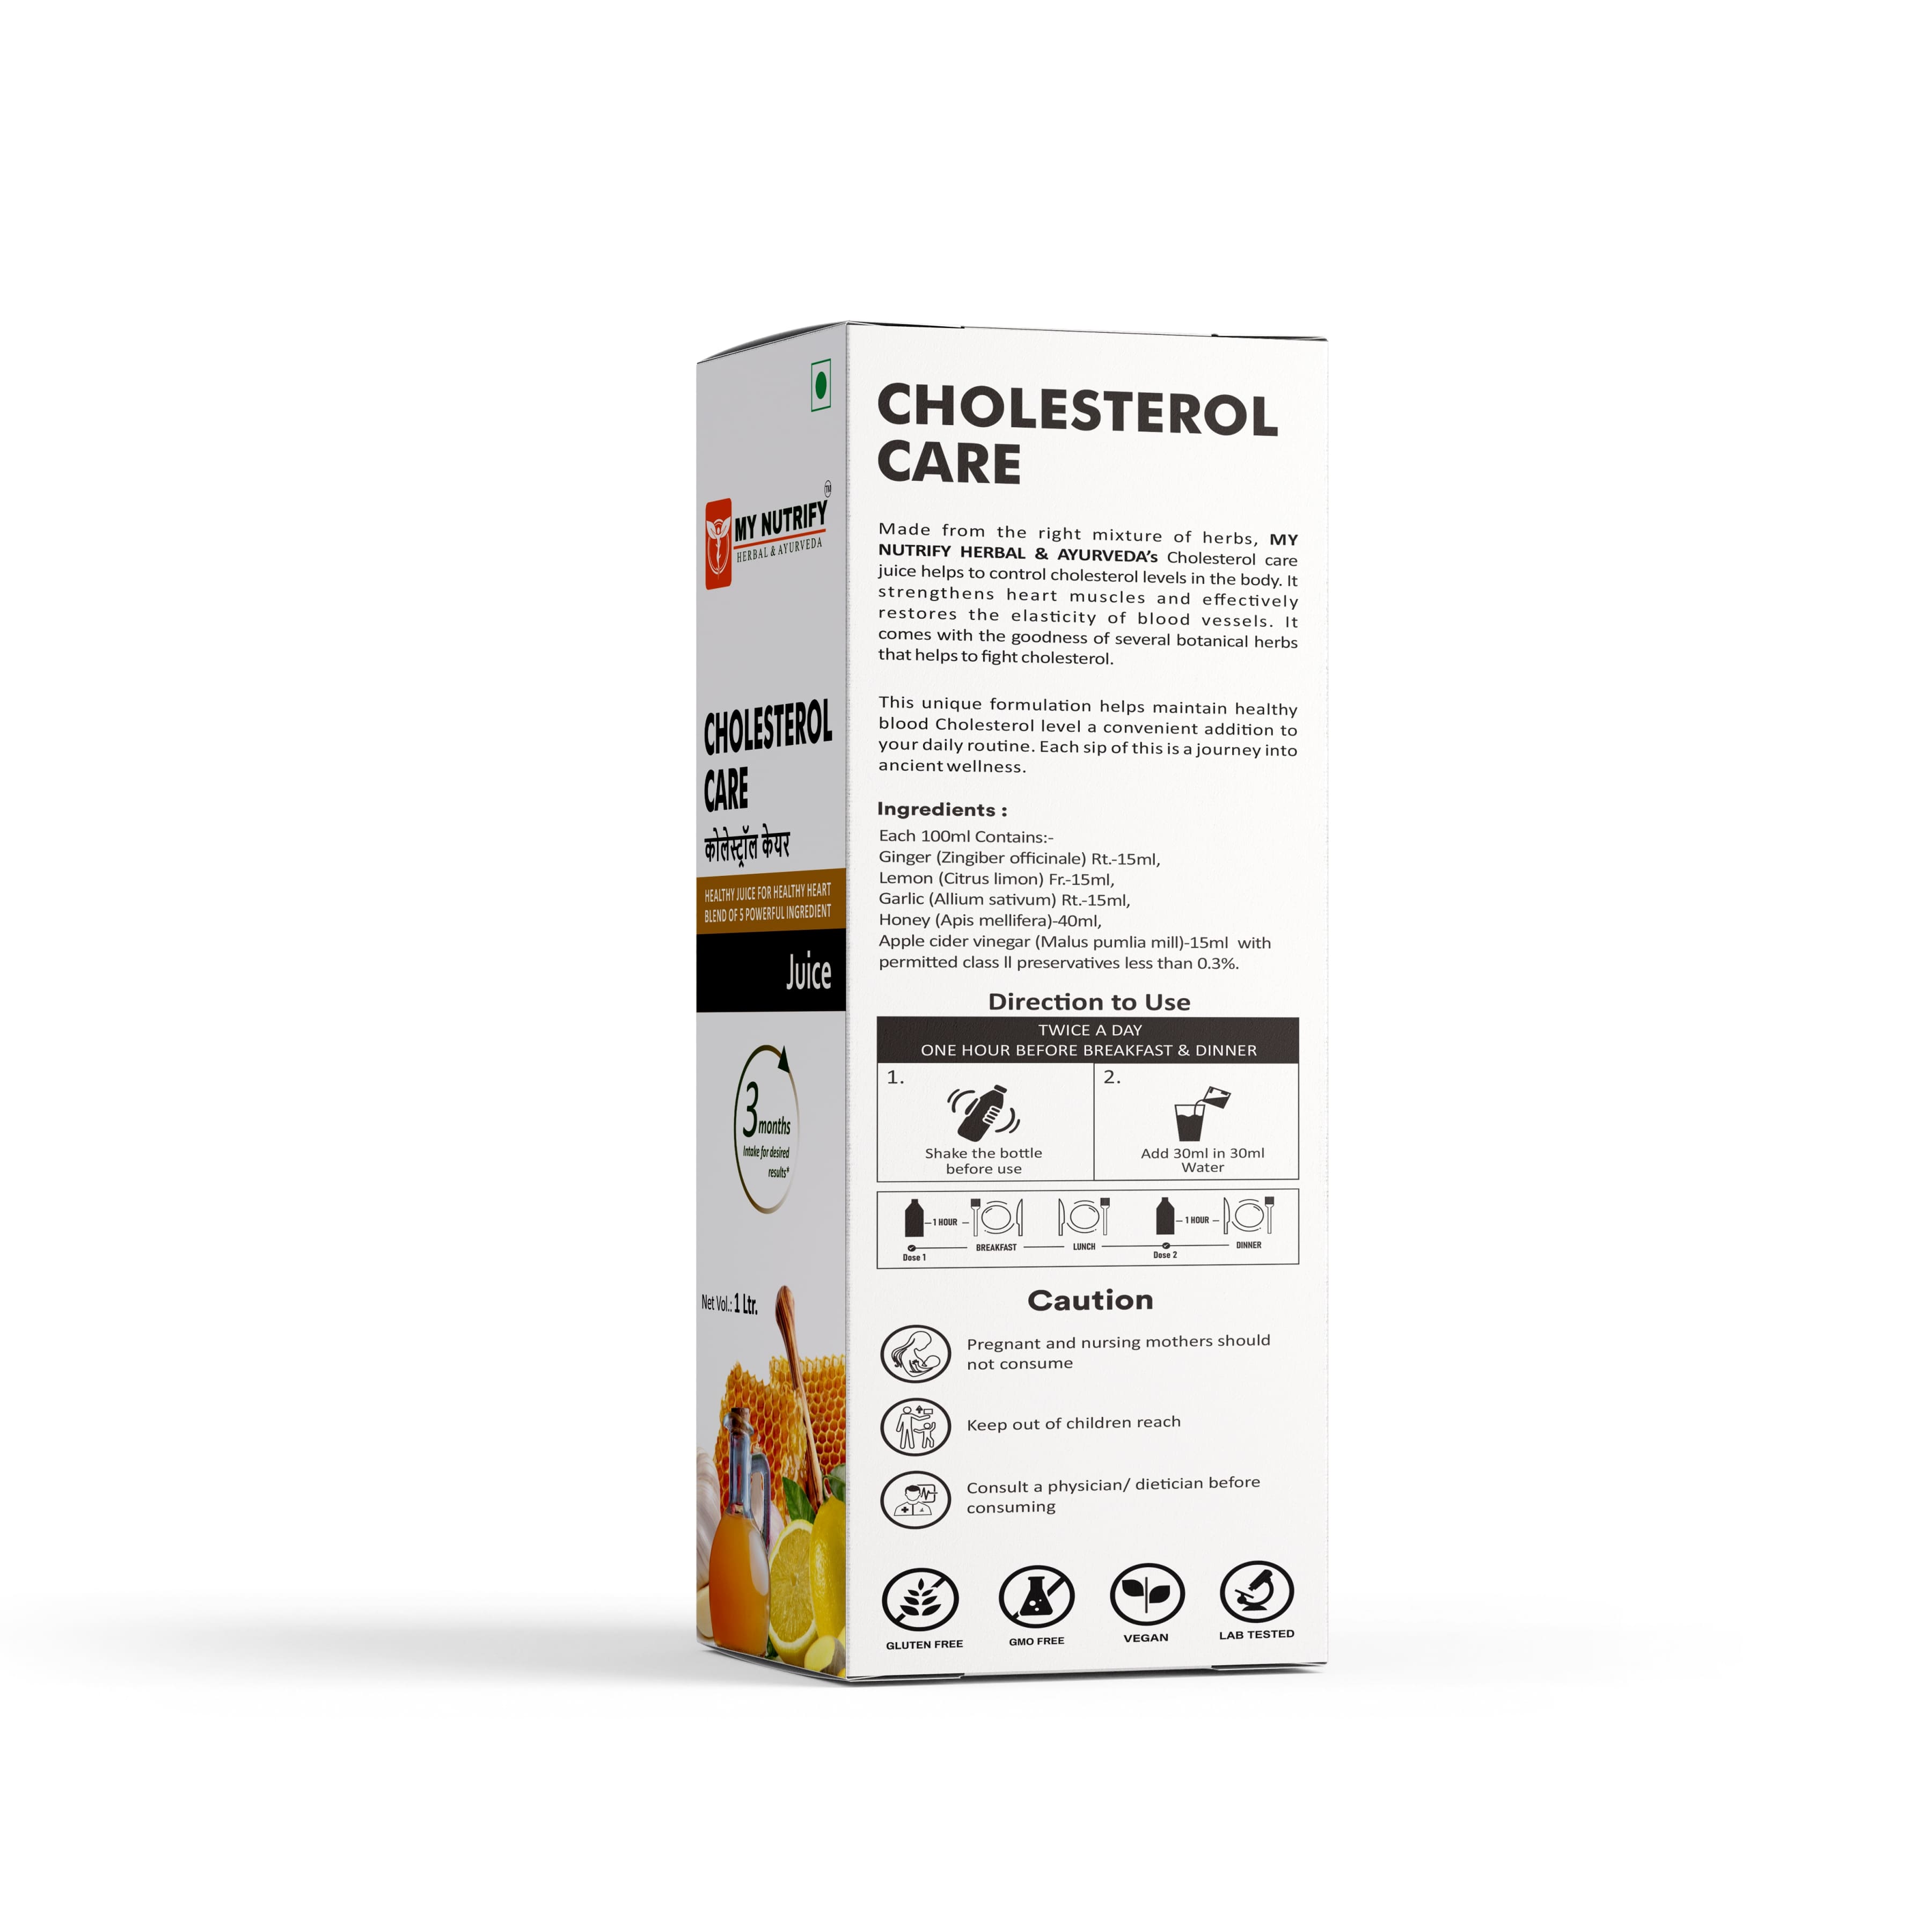 TM
MY NUTRIFY
HERBAL & AYURVEDA
CHOLESTEROL
CARE
कोलेस्ट्रॉल केयर
HEALTHY JUICE FOR HEALTHY HEART
BLEND OF 5 POWERFUL INGREDIENT
Juice
3 months
Intake for desired
results*
Net Vol.: 1 Ltr.
CHOLESTEROL
CARE
Made from the right mixture of herbs, MY
NUTRIFY HERBAL & AYURVEDA's Cholesterol care
juice helps to control cholesterol levels in the body. It
strengthens heart muscles and effectively
restores the elasticity of blood vessels. It
comes with the goodness of several botanical herbs
that helps to fight cholesterol.
This unique formulation helps maintain healthy
blood Cholesterol level a convenient addition to
your daily routine. Each sip of this is a journey into
ancient wellness.
Ingredients :
Each 100ml Contains:-
Ginger (Zingiber officinale) Rt.-15ml,
Lemon (Citrus limon) Fr.-15ml,
Garlic (Allium sativum) Rt.-15ml,
Honey (Apis mellifera)-40ml,
Apple cider vinegar (Malus pumlia mill)-15ml with
permitted class ll preservatives less than 0.3%.
Direction to Use
TWICE A DAY
ONE HOUR BEFORE BREAKFAST & DINNER
1. 2.
Shake the bottle
before use
Add 30ml in 30ml
Water
1 HOUR 1 HOUR
BREAKFAST LUNCH DINNER
Dose 1 Dose 2
Caution
Pregnant and nursing mothers should
not consume
Keep out of children reach
Consult a physician/ dietician before
consuming
GLUTEN FREE GMO FREE VEGAN LAB TESTED